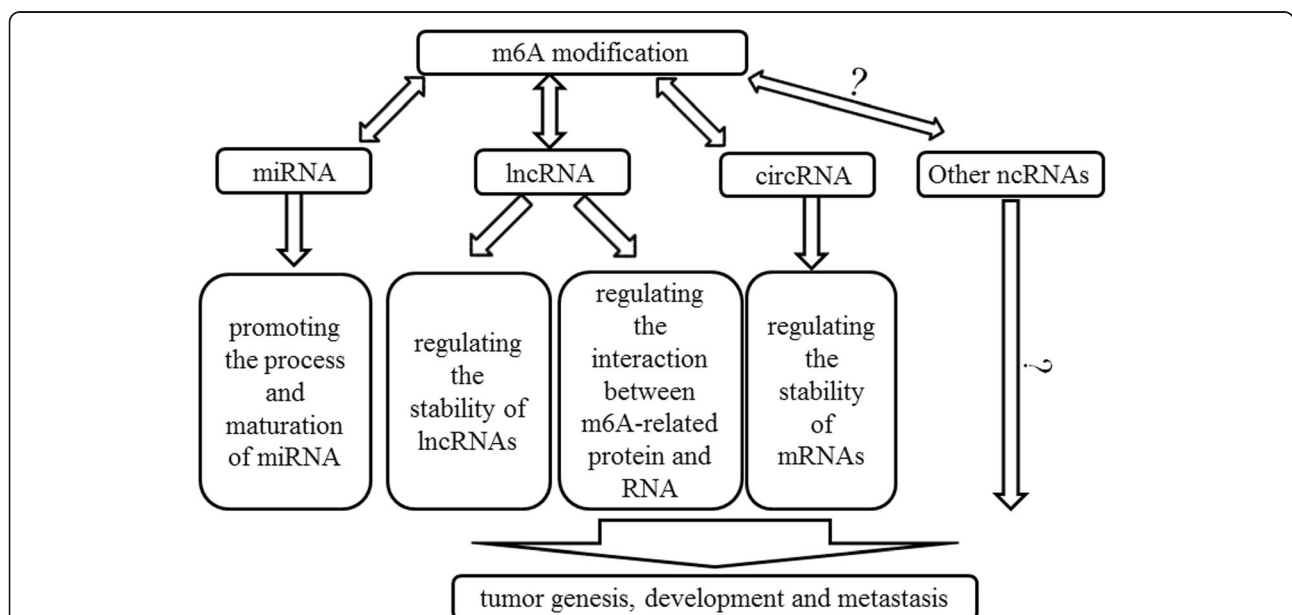 m6A modification
?
miRNA
lncRNA
circRNA
Other ncRNAs
promoting
the process
and
maturation
of miRNA
regulating
the
stability of
lncRNAs
regulating
the
interaction
between
m6A-related
protein and
RNA
regulating
the
stability
of
mRNAs
?
tumor genesis, development and metastasis